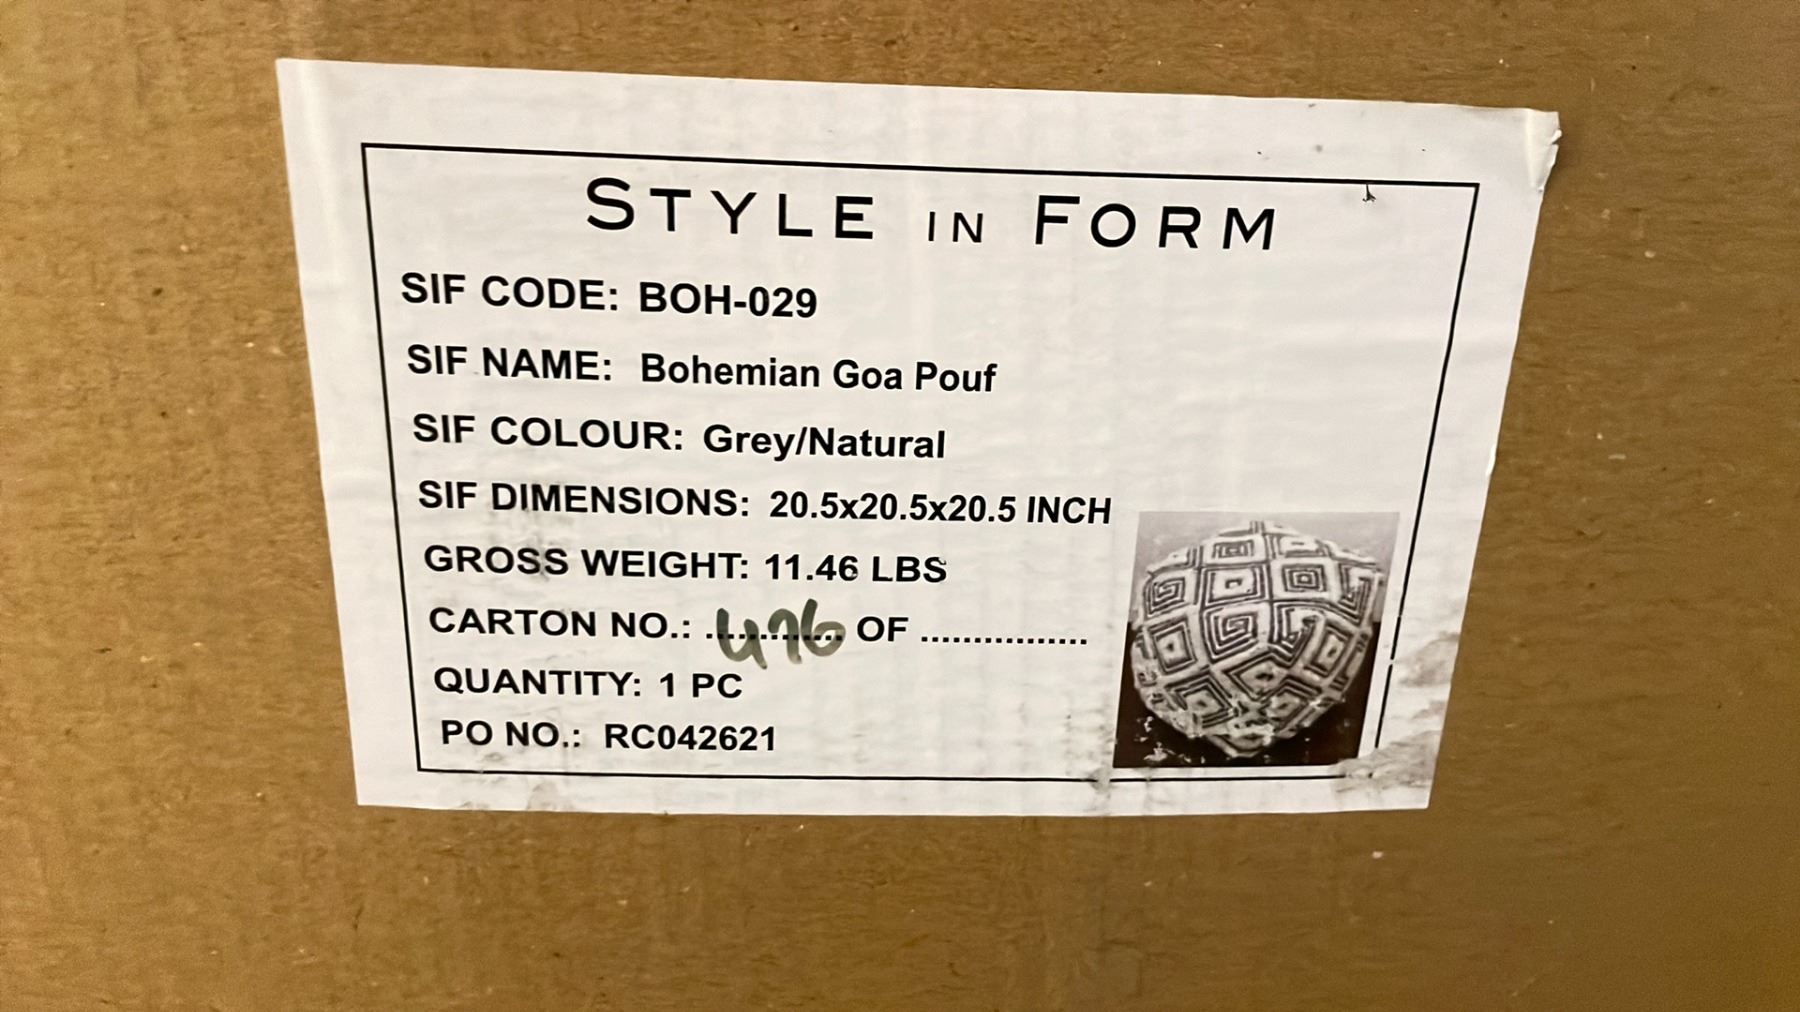 STYLE IN FORM
SIF CODE: BOH-029
SIF NAME: Bohemian Goa Pouf
SIF COLOUR: Grey/Natural
SIF DIMENSIONS: 20.5x20.5x20.5 INCH
GROSS WEIGHT: 11.46 LBS
CARTON NO.: 496 OF ................
QUANTITY: 1 PC
PO NO.: RC042621